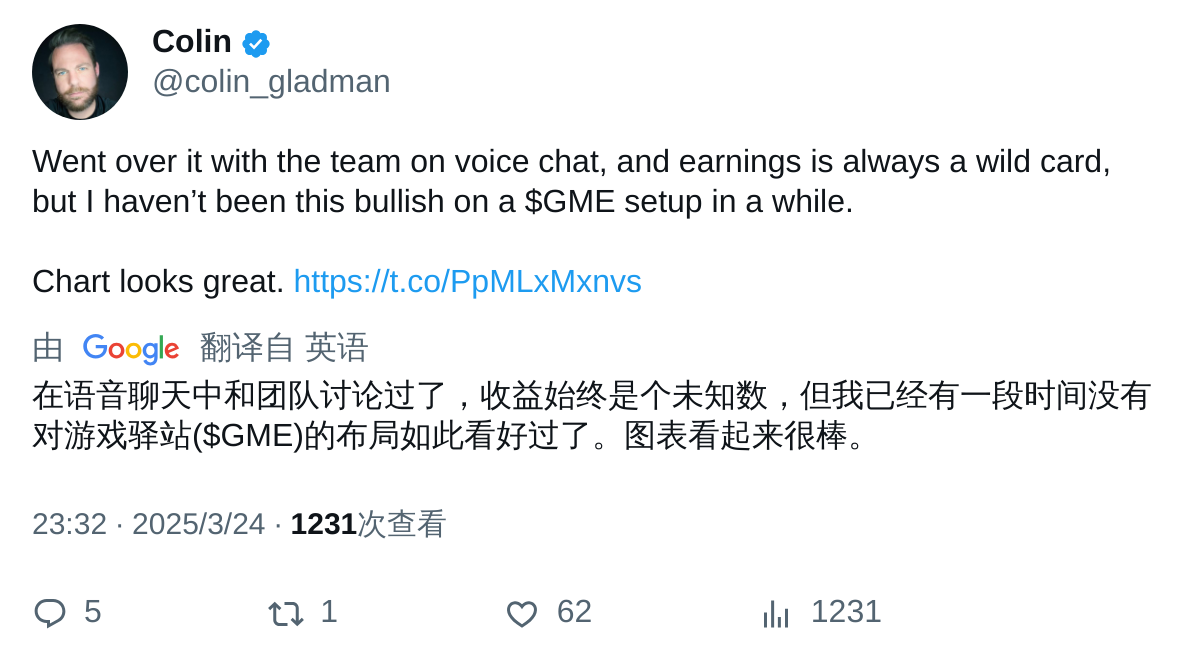 Colin
@colin_gladman
Went over it with the team on voice chat, and earnings is always a wild card,
but I haven’t been this bullish on a $GME setup in a while.
Chart looks great. https://t.co/PpMLxMxnvs
由 Google 翻译自 英语
在语音聊天中和团队讨论过了，收益始终是个未知数，但我已经有一段时间没有
对游戏驿站($GME)的布局如此看好过了。图表看起来很棒。
23:32 · 2025/3/24 · 1231次查看
5 1 62 1231